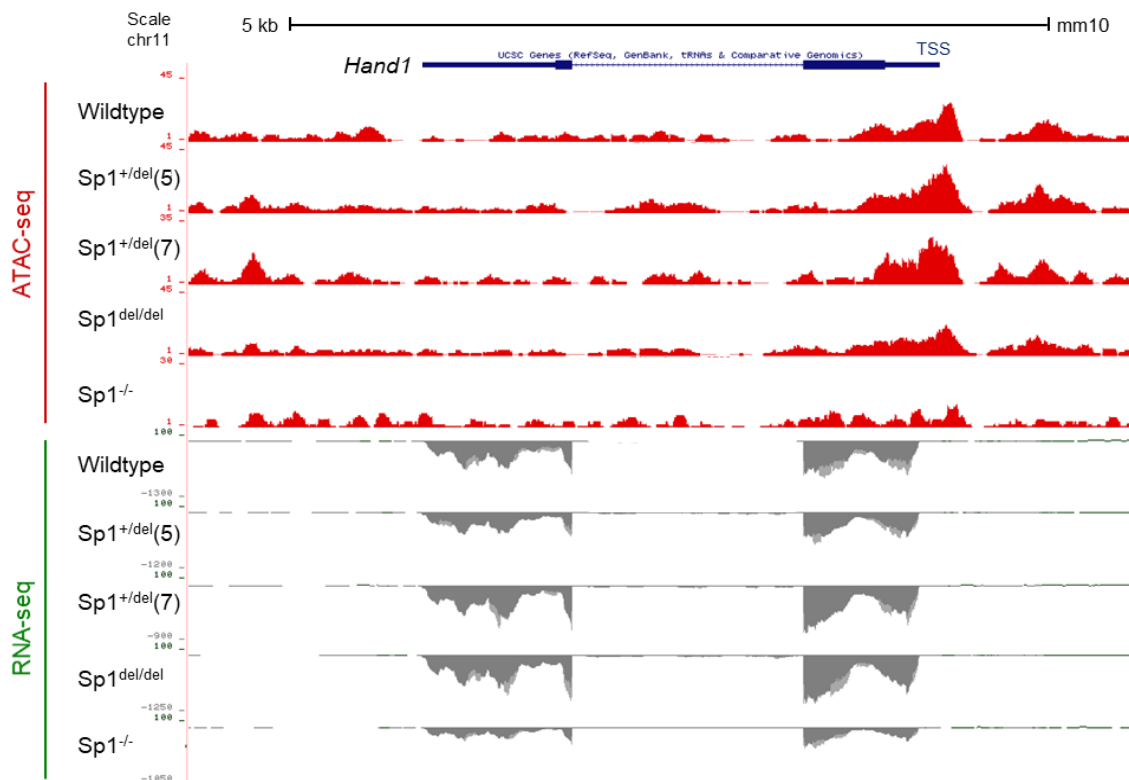 Scale
chr11
5 kb
mm10
UCSC Genes (RefSeq, GenBank, tRNAs & Comparative Genomics)
TSS
Hand1
ATAC-seq
45
Wildtype
1
45
Sp1+/del(5)
1
35
Sp1+/del(7)
1
45
Sp1del/del
1
30
Sp1-/-
1
RNA-seq
100
Wildtype
-1300
100
Sp1+/del(5)
-1200
100
Sp1+/del(7)
-900
100
Sp1del/del
-1250
100
Sp1-/-
-1050